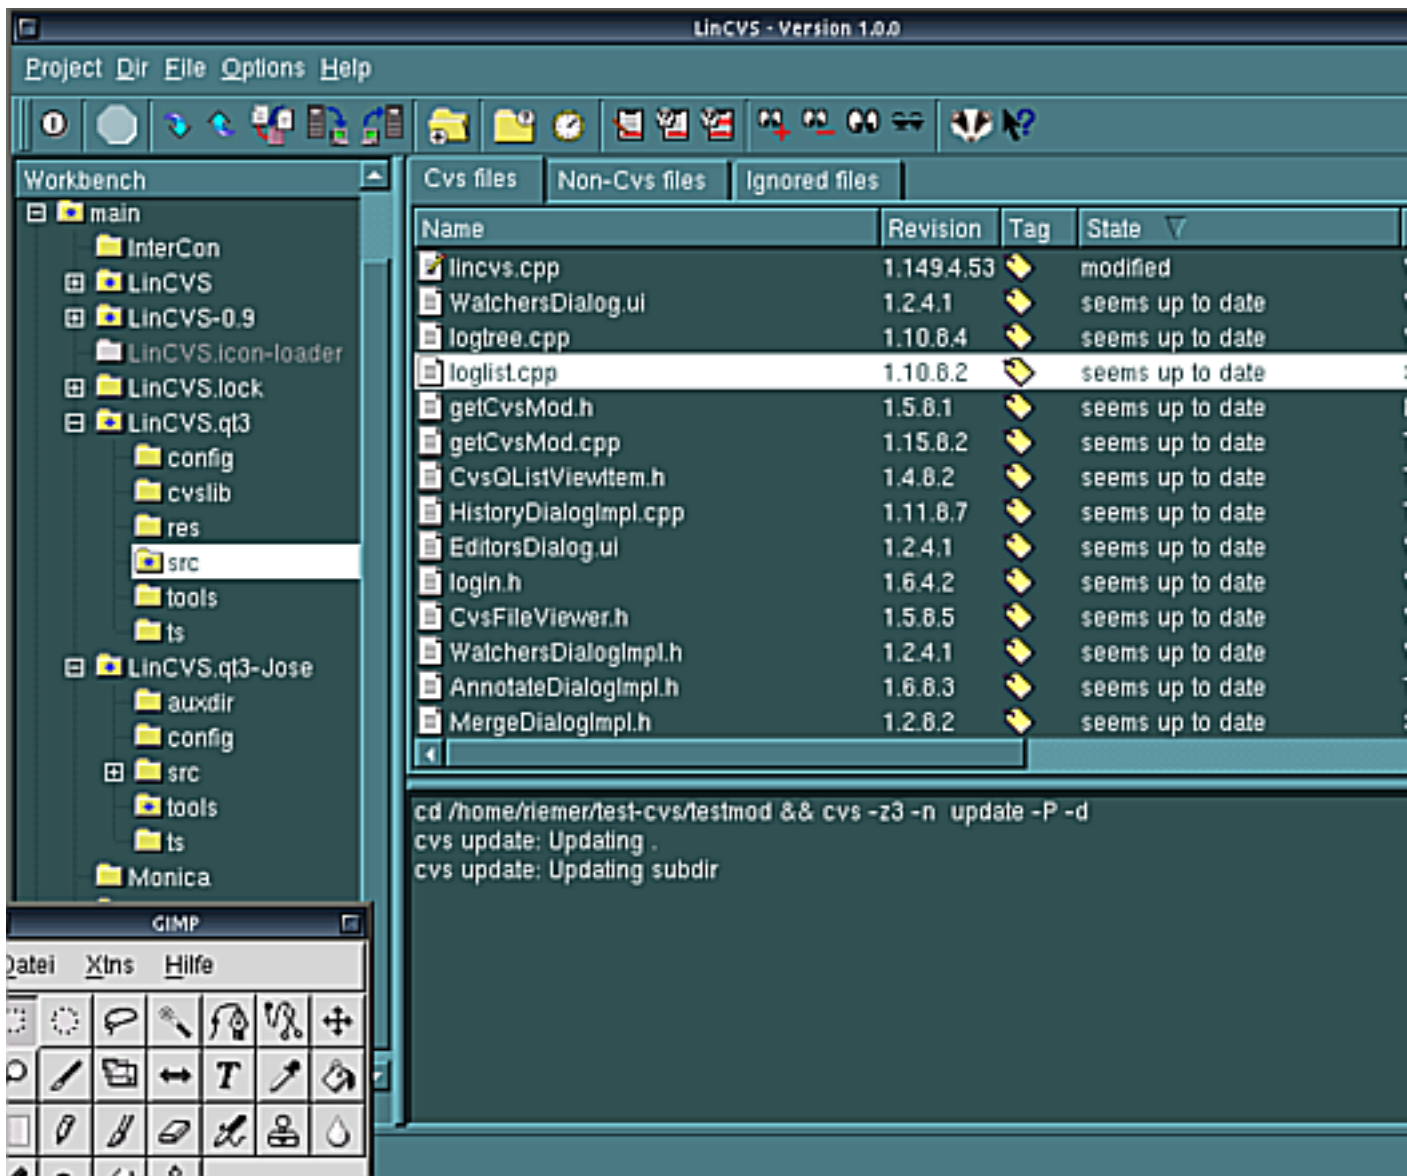 LinCVS - Version 1.0.0
Project Dir File Options Help
Workbench
main
InterCon
LinCVS
LinCVS-0.9
LinCVS.icon-loader
LinCVS.lock
LinCVS.qt3
config
cvslib
res
src
tools
ts
LinCVS.qt3-Jose
auxdir
config
src
tools
ts
Monica
Cvs files Non-Cvs files Ignored files
Name Revision Tag State
lincvs.cpp 1.149.4.53 modified
WatchersDialog.ui 1.2.4.1 seems up to date
logtree.cpp 1.10.8.4 seems up to date
loglist.cpp 1.10.8.2 seems up to date
getCvsMod.h 1.5.8.1 seems up to date
getCvsMod.cpp 1.15.8.2 seems up to date
CvsQListViewItem.h 1.4.8.2 seems up to date
HistoryDialogImpl.cpp 1.11.8.7 seems up to date
EditorsDialog.ui 1.2.4.1 seems up to date
login.h 1.6.4.2 seems up to date
CvsFileViewer.h 1.5.8.5 seems up to date
WatchersDialogImpl.h 1.2.4.1 seems up to date
AnnotateDialogImpl.h 1.6.8.3 seems up to date
MergeDialogImpl.h 1.2.8.2 seems up to date
cd /home/riemer/test-cvs/testmod && cvs -z3 -n update -P -d
cvs update: Updating .
cvs update: Updating subdir
GIMP
Datei Xtns Hilfe